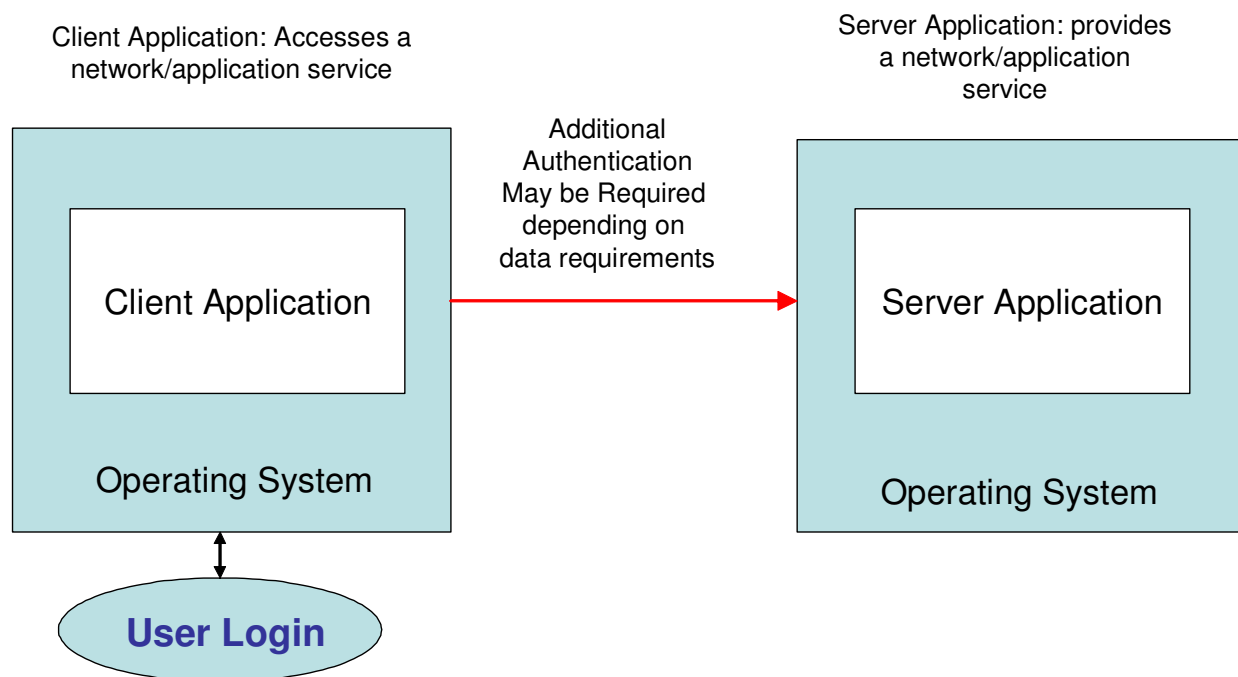 Client Application: Accesses a
network/application service
Server Application: provides
a network/application
service
Additional
Authentication
May be Required
depending on
data requirements
Client Application
Server Application
Operating System
Operating System
User Login